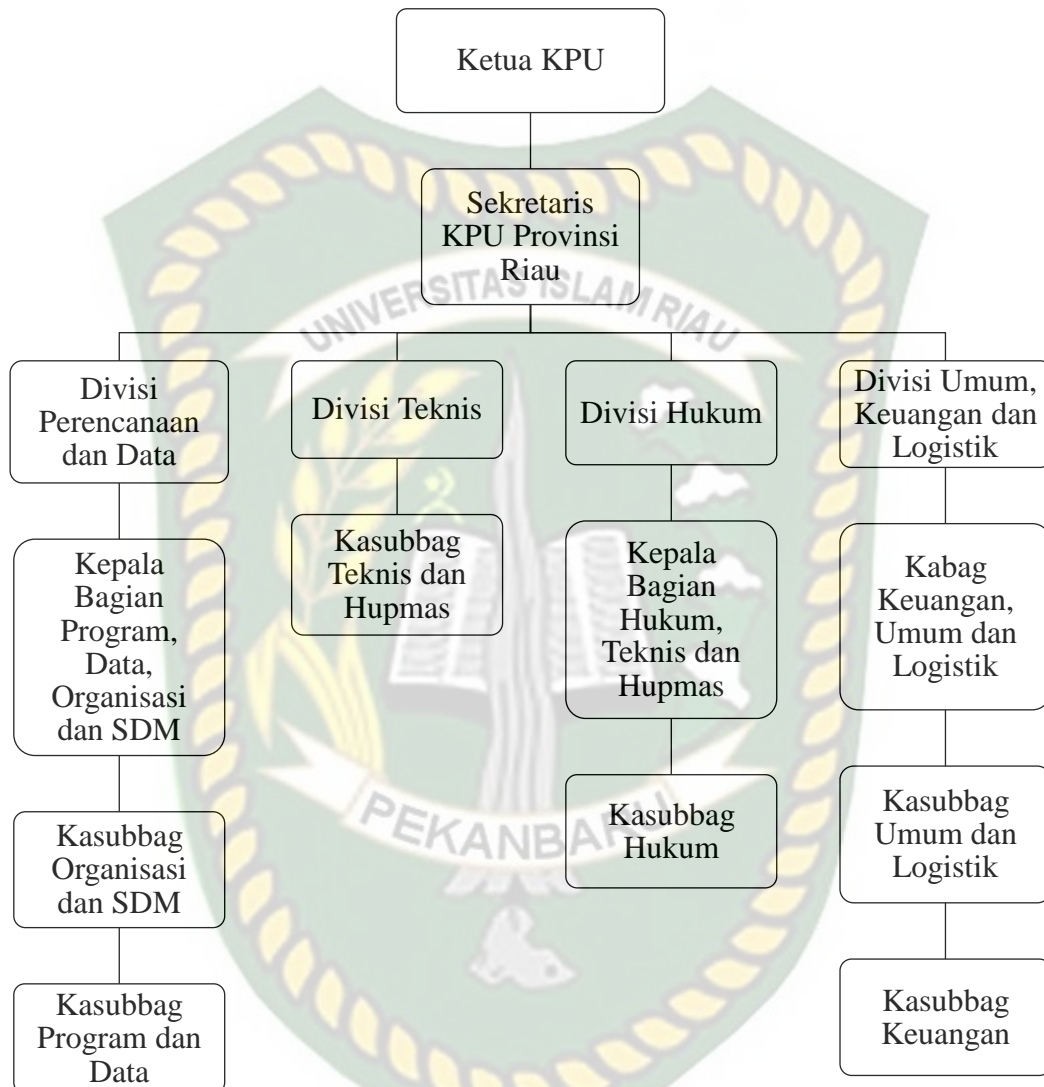 Ketua KPU
Sekretaris
KPU Provinsi
Riau
UNIVERSITAS ISLAM RIAU
Divisi
Perencanaan
dan Data
Divisi Teknis
Divisi Hukum
Divisi Umum,
Keuangan dan
Logistik
Kepala
Bagian
Program,
Data,
Organisasi
dan SDM
Kasubbag
Teknis dan
Hupmas
Kepala
Bagian
Hukum,
Teknis dan
Hupmas
Kabag
Keuangan,
Umum dan
Logistik
Kasubbag
Organisasi
dan SDM
Kasubbag
Hukum
Kasubbag
Umum dan
Logistik
PEKANBARU
Kasubbag
Program dan
Data
Kasubbag
Keuangan